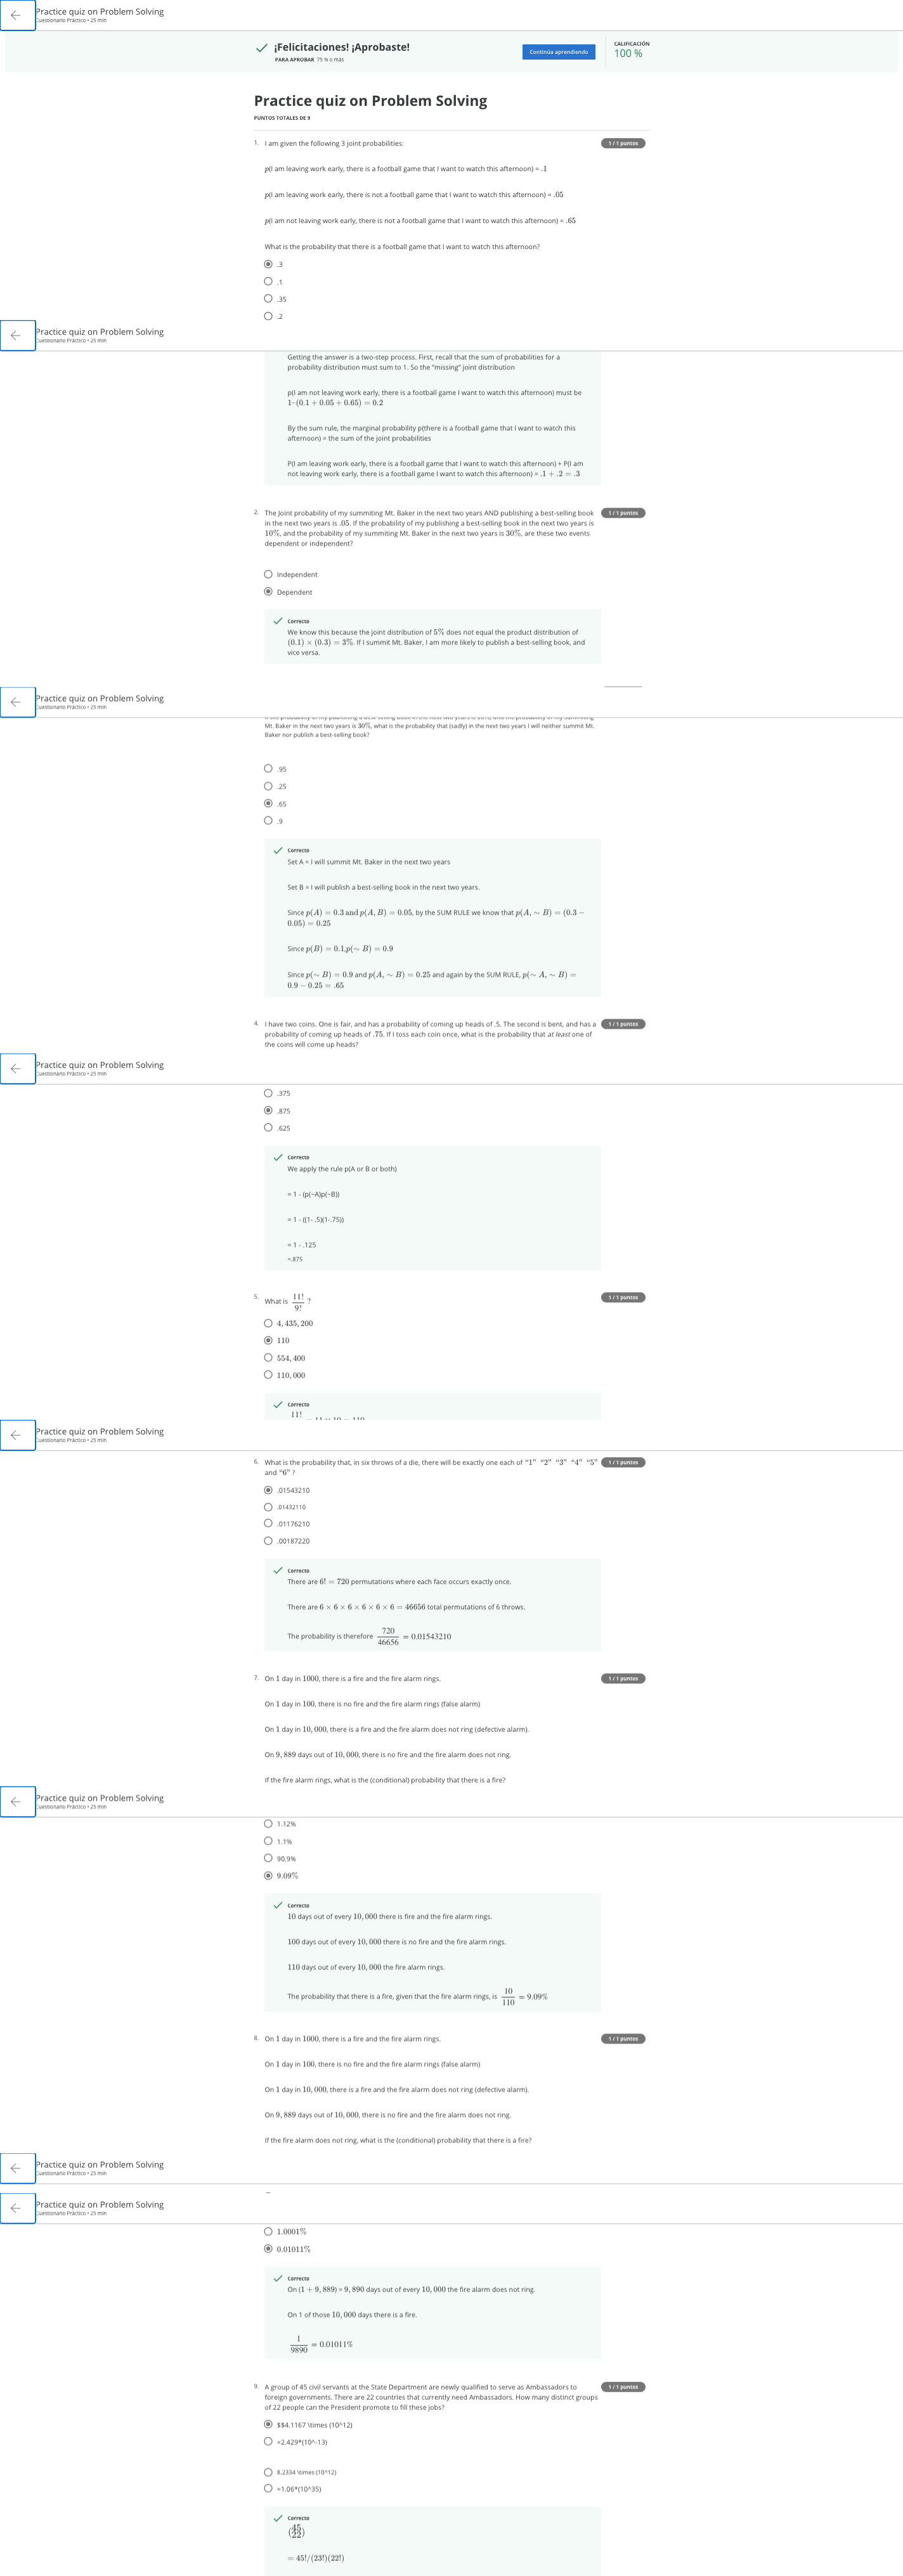 Practice quiz on Problem Solving
Cuestionario Práctico • 25 min
¡Felicitaciones! ¡Aprobaste!
PARA APROBAR 75 % o más
Continúa aprendiendo
CALIFICACIÓN
100 %
Practice quiz on Problem Solving
PUNTOS TOTALES DE 9
1. I am given the following 3 joint probabilities:
1 / 1 puntos
p(I am leaving work early, there is a football game that I want to watch this afternoon) = .1
p(I am leaving work early, there is not a football game that I want to watch this afternoon) = .05
p(I am not leaving work early, there is not a football game that I want to watch this afternoon) = .65
What is the probability that there is a football game that I want to watch this afternoon?
.3
.1
.35
.2
Practice quiz on Problem Solving
Cuestionario Práctico • 25 min
Getting the answer is a two-step process. First, recall that the sum of probabilities for a
probability distribution must sum to 1. So the "missing" joint distribution
p(I am not leaving work early, there is a football game I want to watch this afternoon) must be
1–(0.1 + 0.05 + 0.65) = 0.2
By the sum rule, the marginal probability p(there is a football game that I want to watch this
afternoon) = the sum of the joint probabilities
P(I am leaving work early, there is a football game that I want to watch this afternoon) + P(I am
not leaving work early, there is a football game I want to watch this afternoon) = .1 + .2 = .3
2. The Joint probability of my summiting Mt. Baker in the next two years AND publishing a best-selling book
1 / 1 puntos
in the next two years is .05. If the probability of my publishing a best-selling book in the next two years is
10%, and the probability of my summiting Mt. Baker in the next two years is 30%, are these two events
dependent or independent?
Independent
Dependent
Correcto
We know this because the joint distribution of 5% does not equal the product distribution of
(0.1) × (0.3) = 3%. If I summit Mt. Baker, I am more likely to publish a best-selling book, and
vice versa.
Practice quiz on Problem Solving
Cuestionario Práctico • 25 min
Mt. Baker in the next two years is 30%, what is the probability that (sadly) in the next two years I will neither summit Mt.
Baker nor publish a best-selling book?
.95
.25
.65
.9
Correcto
Set A = I will summit Mt. Baker in the next two years
Set B = I will publish a best-selling book in the next two years.
Since p(A) = 0.3 and p(A, B) = 0.05, by the SUM RULE we know that p(A, ∼ B) = (0.3 −
0.05) = 0.25
Since p(B) = 0.1,p(∼ B) = 0.9
Since p(∼ B) = 0.9 and p(A, ∼ B) = 0.25 and again by the SUM RULE, p(∼ A, ∼ B) =
0.9 − 0.25 = .65
4. I have two coins. One is fair, and has a probability of coming up heads of .5. The second is bent, and has a
1 / 1 puntos
probability of coming up heads of .75. If I toss each coin once, what is the probability that at least one of
the coins will come up heads?
Practice quiz on Problem Solving
Cuestionario Práctico • 25 min
.375
.875
.625
Correcto
We apply the rule p(A or B or both)
= 1 - (p(~A)p(~B))
= 1 - ((1- .5)(1-.75))
= 1 - .125
=.875
5. What is 11!/9! ?
1 / 1 puntos
4, 435, 200
110
554, 400
110, 000
Correcto
11!
Practice quiz on Problem Solving
Cuestionario Práctico • 25 min
6. What is the probability that, in six throws of a die, there will be exactly one each of “1” “2” “3” “4” “5”
1 / 1 puntos
and “6” ?
.01543210
.01432110
.01176210
.00187220
Correcto
There are 6! = 720 permutations where each face occurs exactly once.
There are 6 × 6 × 6 × 6 × 6 × 6 = 46656 total permutations of 6 throws.
The probability is therefore 720/46656 = 0.01543210
7. On 1 day in 1000, there is a fire and the fire alarm rings.
1 / 1 puntos
On 1 day in 100, there is no fire and the fire alarm rings (false alarm)
On 1 day in 10, 000, there is a fire and the fire alarm does not ring (defective alarm).
On 9, 889 days out of 10, 000, there is no fire and the fire alarm does not ring.
If the fire alarm rings, what is the (conditional) probability that there is a fire?
Practice quiz on Problem Solving
Cuestionario Práctico • 25 min
1.12%
1.1%
90.9%
9.09%
Correcto
10 days out of every 10, 000 there is fire and the fire alarm rings.
100 days out of every 10, 000 there is no fire and the fire alarm rings.
110 days out of every 10, 000 the fire alarm rings.
The probability that there is a fire, given that the fire alarm rings, is 10/110 = 9.09%
8. On 1 day in 1000, there is a fire and the fire alarm rings.
1 / 1 puntos
On 1 day in 100, there is no fire and the fire alarm rings (false alarm)
On 1 day in 10, 000, there is a fire and the fire alarm does not ring (defective alarm).
On 9, 889 days out of 10, 000, there is no fire and the fire alarm does not ring.
If the fire alarm does not ring, what is the (conditional) probability that there is a fire?
Practice quiz on Problem Solving
Cuestionario Práctico • 25 min
Practice quiz on Problem Solving
Cuestionario Práctico • 25 min
1.0001%
0.01011%
Correcto
On (1 + 9, 889) = 9, 890 days out of every 10, 000 the fire alarm does not ring.
On 1 of those 10, 000 days there is a fire.
1/9890 = 0.01011%
9. A group of 45 civil servants at the State Department are newly qualified to serve as Ambassadors to
1 / 1 puntos
foreign governments. There are 22 countries that currently need Ambassadors. How many distinct groups
of 22 people can the President promote to fill these jobs?
$$4.1167 \times (10^12)
=2.429*(10^-13)
8.2334 \times (10^12)
=1.06*(10^35)
Correcto
(45 22)
= 45!/(23!)(22!)